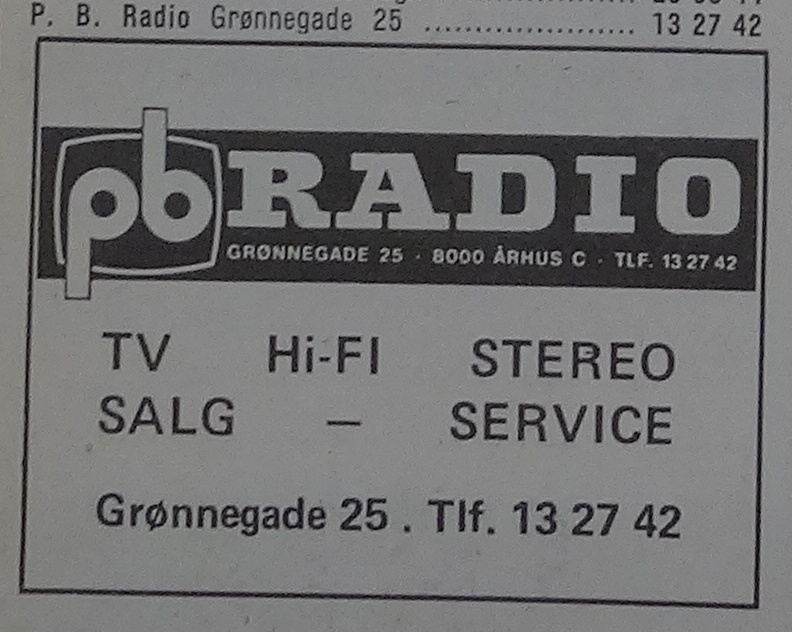 P. B. Radio Grønnegade 25 ..................... 13 27 42
pb RADIO
GRØNNEGADE 25 · 8000 ÅRHUS C · TLF. 13 27 42
TV Hi-FI STEREO
SALG — SERVICE
Grønnegade 25 . Tlf. 13 27 42